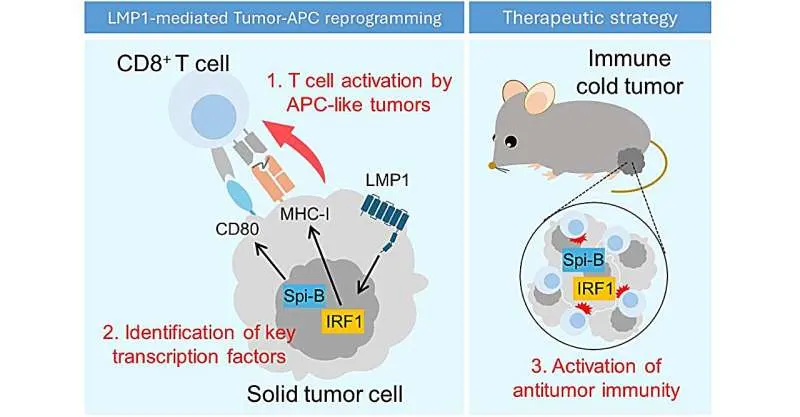 LMP1-mediated Tumor-APC reprogramming
CD8⁺ T cell
1. T cell activation by
APC-like tumors
LMP1
MHC-I
CD80
Spi-B
IRF1
2. Identification of key
transcription factors
Solid tumor cell
Therapeutic strategy
Immune
cold tumor
Spi-B
IRF1
3. Activation of
antitumor immunity